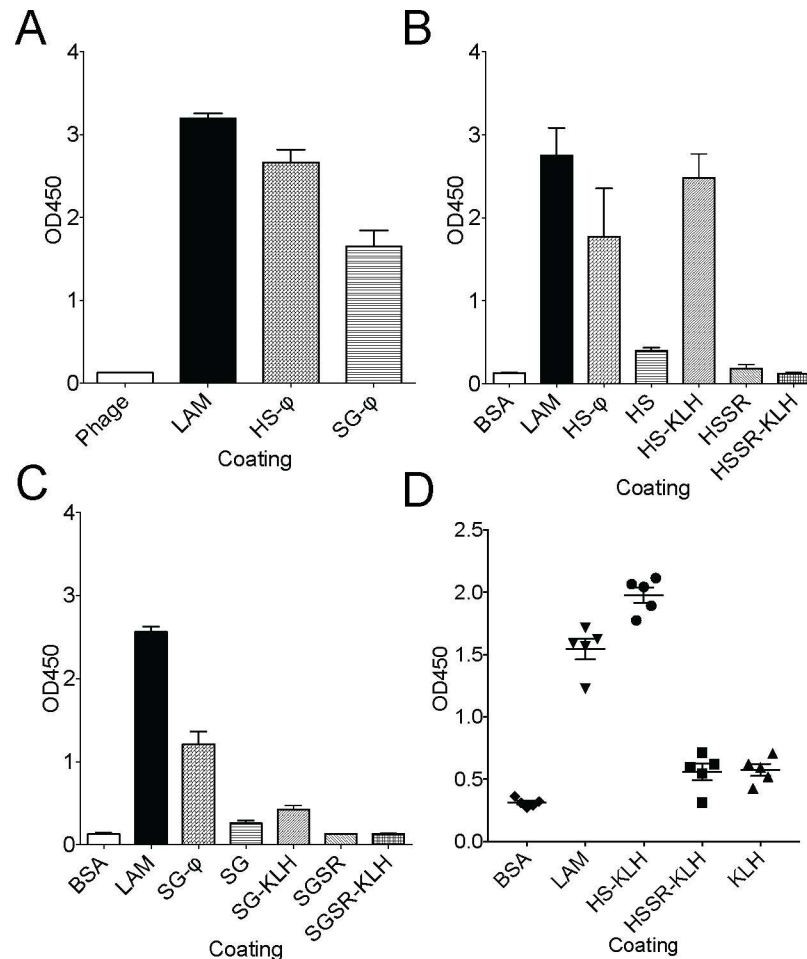 A
4
3
2
1
0
OD450
Phage
LAM
HS-φ
SG-φ
Coating
B
4
3
2
1
0
OD450
BSA
LAM
HS-φ
HS
HS-KLH
HSSR
HSSR-KLH
Coating
C
4
3
2
1
0
OD450
BSA
LAM
SG-φ
SG
SG-KLH
SGSR
SGSR-KLH
Coating
D
2.5
2.0
1.5
1.0
0.5
0.0
OD450
BSA
LAM
HS-KLH
HSSR-KLH
KLH
Coating